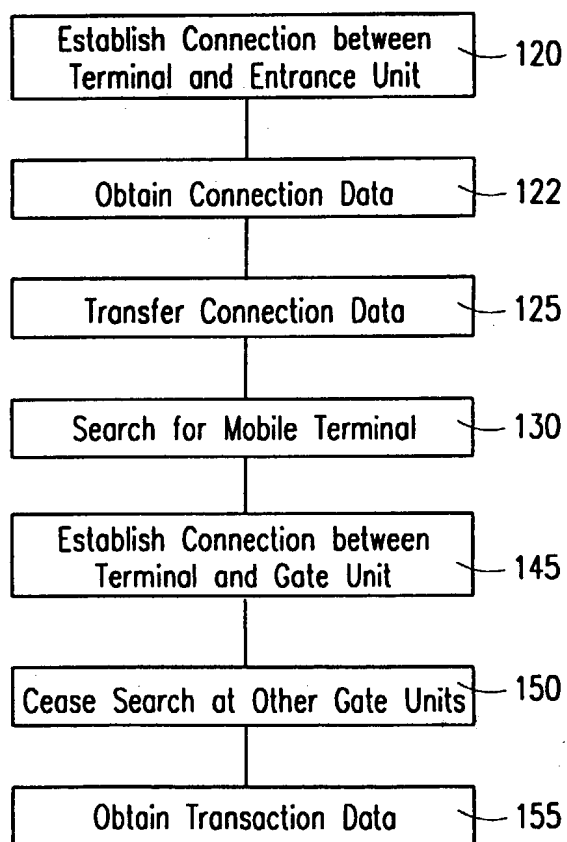 Establish Connection between
Terminal and Entrance Unit
120
Obtain Connection Data
122
Transfer Connection Data
125
Search for Mobile Terminal
130
Establish Connection between
Terminal and Gate Unit
145
Cease Search at Other Gate Units
150
Obtain Transaction Data
155